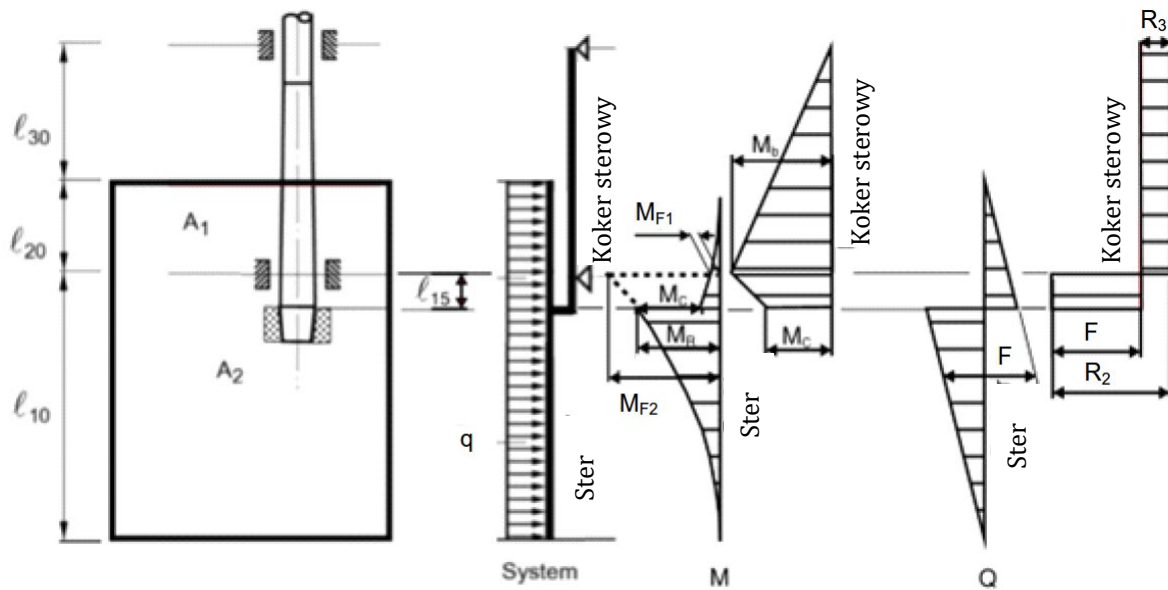 ℓ30
ℓ20
ℓ10
A1
A2
ℓ15
q
System
Koker sterowy
Ster
MF1
MC
MR
MF2
M
Ster
Mb
MC
Koker sterowy
F
Q
Ster
Koker sterowy
R3
F
R2